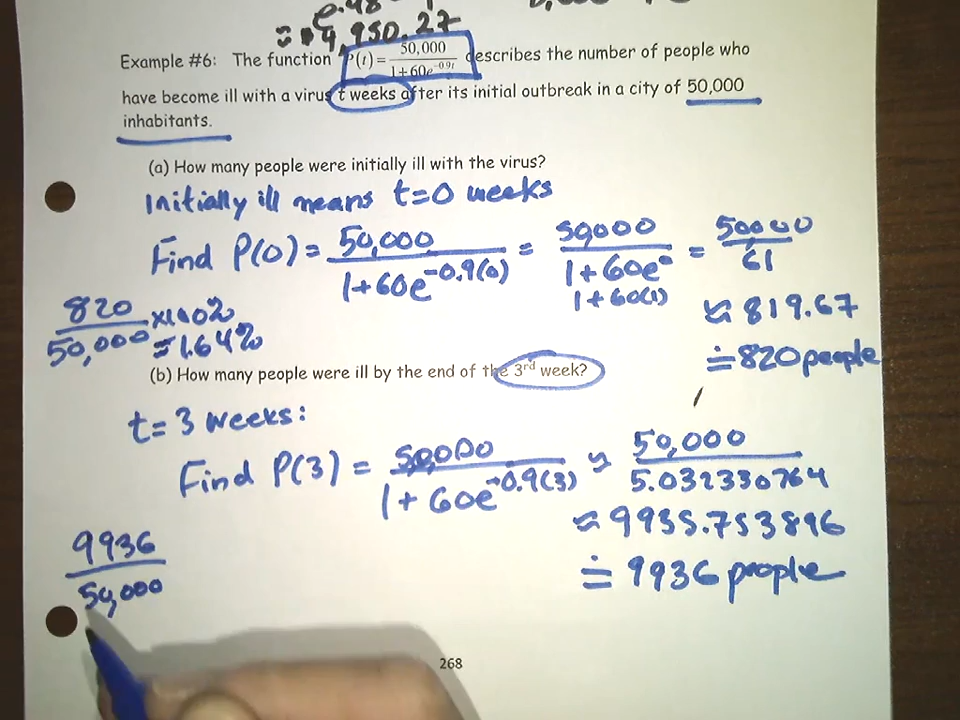 ≈ 4,950.27
Example #6: The function P(t) = 50,000 / 1+60e^-0.9t describes the number of people who
have become ill with a virus t weeks after its initial outbreak in a city of 50,000
inhabitants.
(a) How many people were initially ill with the virus?
Initially ill means t=0 weeks
Find P(0) = 50,000 / 1+60e^-0.9(0) = 50000 / 1+60e^0 = 50000 / 61
1+60(1)
≈ 819.67
820 / 50,000 ×100% = 1.64%
≐ 820 people
(b) How many people were ill by the end of the 3rd week?
t = 3 weeks:
Find P(3) = 50,000 / 1+60e^-0.9(3) ≈ 50,000 / 5.032330764
≈ 9935.753896
9936 / 50,000
≐ 9936 people
268